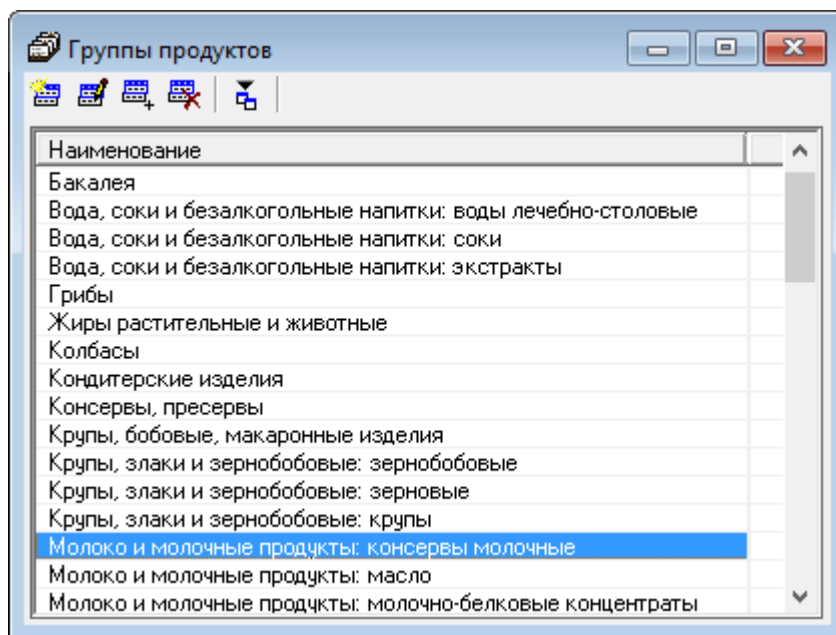 Группы продуктов
Наименование
Бакалея
Вода, соки и безалкогольные напитки: воды лечебно-столовые
Вода, соки и безалкогольные напитки: соки
Вода, соки и безалкогольные напитки: экстракты
Грибы
Жиры растительные и животные
Колбасы
Кондитерские изделия
Консервы, пресервы
Крупы, бобовые, макаронные изделия
Крупы, злаки и зернобобовые: зернобобовые
Крупы, злаки и зернобобовые: зерновые
Крупы, злаки и зернобобовые: крупы
Молоко и молочные продукты: консервы молочные
Молоко и молочные продукты: масло
Молоко и молочные продукты: молочно-белковые концентраты